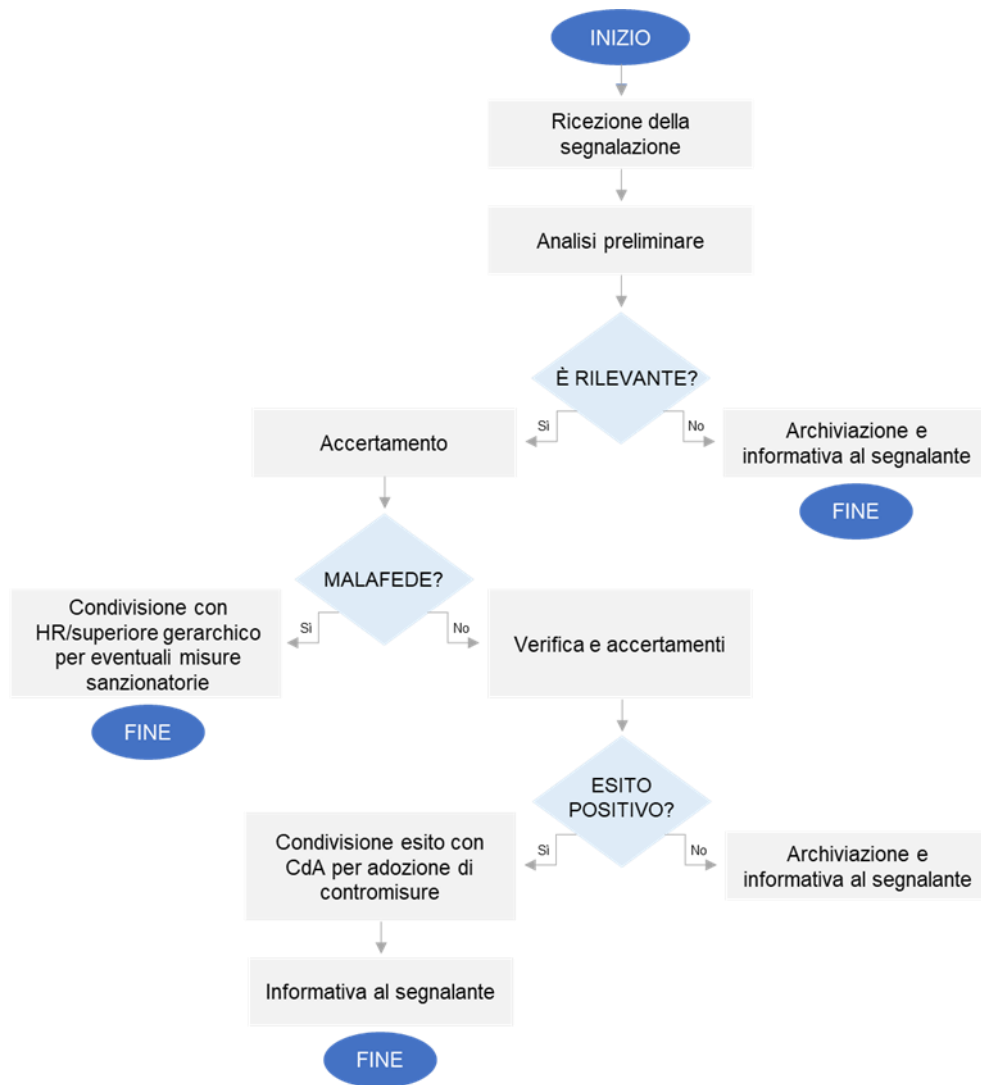 INIZIO
Ricezione della
segnalazione
Analisi preliminare
È RILEVANTE?
Sì
No
Accertamento
Archiviazione e
informativa al segnalante
FINE
MALAFEDE?
Sì
No
Condivisione con
HR/superiore gerarchico
per eventuali misure
sanzionatorie
FINE
Verifica e accertamenti
ESITO
POSITIVO?
Sì
No
Condivisione esito con
CdA per adozione di
contromisure
Archiviazione e
informativa al segnalante
Informativa al segnalante
FINE